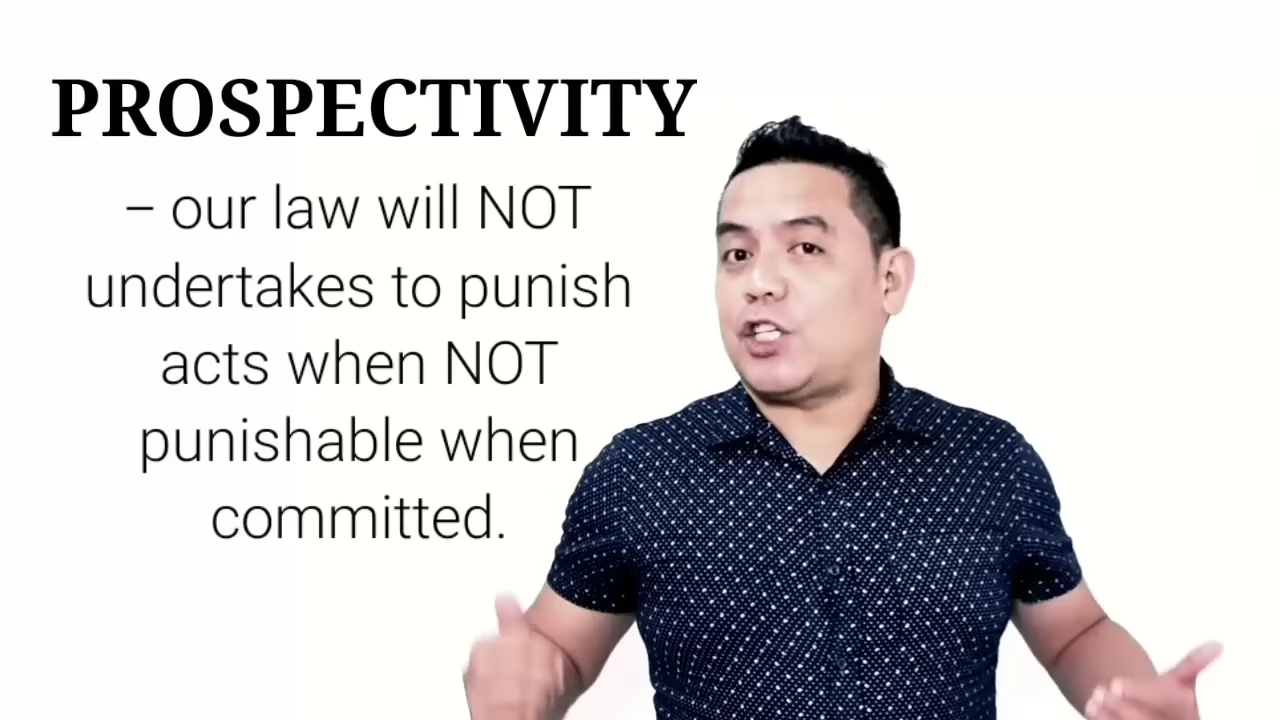 PROSPECTIVITY
– our law will NOT
undertakes to punish
acts when NOT
punishable when
committed.